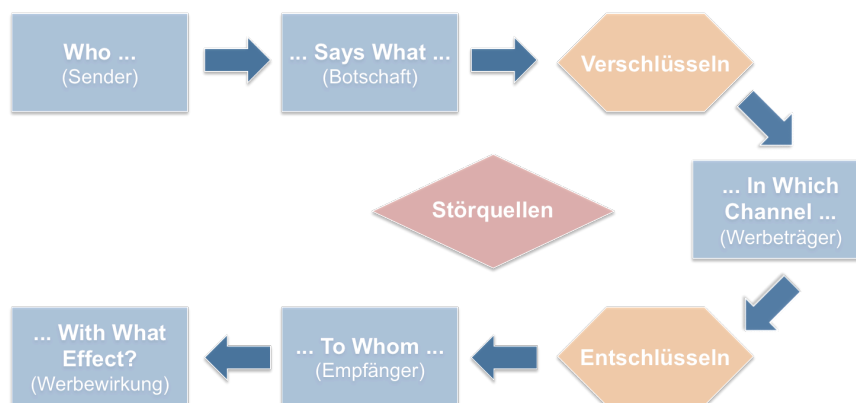 Who ...
(Sender)
... Says What ...
(Botschaft)
Verschlüsseln
... In Which
Channel ...
(Werbeträger)
Störquellen
Entschlüsseln
... To Whom ...
(Empfänger)
... With What
Effect?
(Werbewirkung)